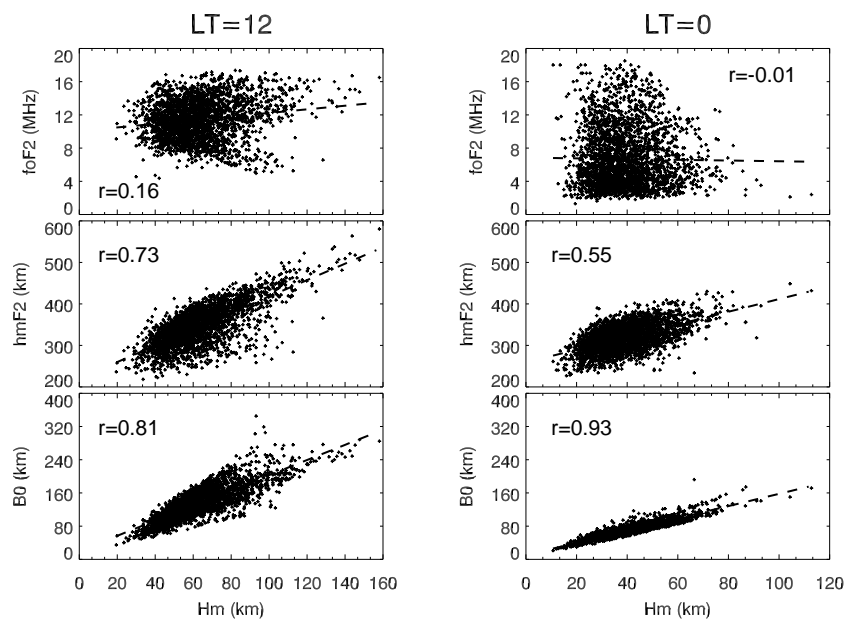 LT=12
LT=0
20
16
12
8
4
0
foF2 (MHz)
r=0.16
20
16
12
8
4
0
foF2 (MHz)
r=-0.01
600
500
400
300
200
hmF2 (km)
r=0.73
600
500
400
300
200
hmF2 (km)
r=0.55
400
320
240
160
80
0
B0 (km)
r=0.81
400
320
240
160
80
0
B0 (km)
r=0.93
0 20 40 60 80 100 120 140 160
Hm (km)
0 20 40 60 80 100 120
Hm (km)